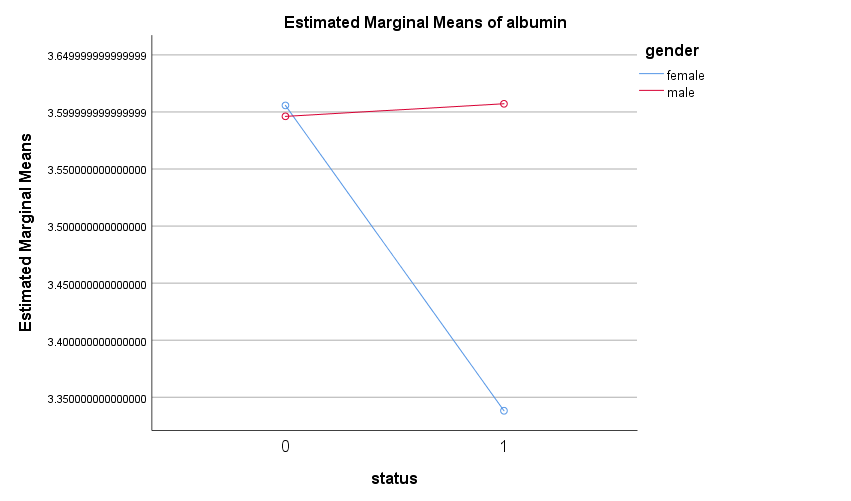 Estimated Marginal Means of albumin
Estimated Marginal Means
3.649999999999999
3.599999999999999
3.550000000000000
3.500000000000000
3.450000000000000
3.400000000000000
3.350000000000000
0
1
status
gender
female
male